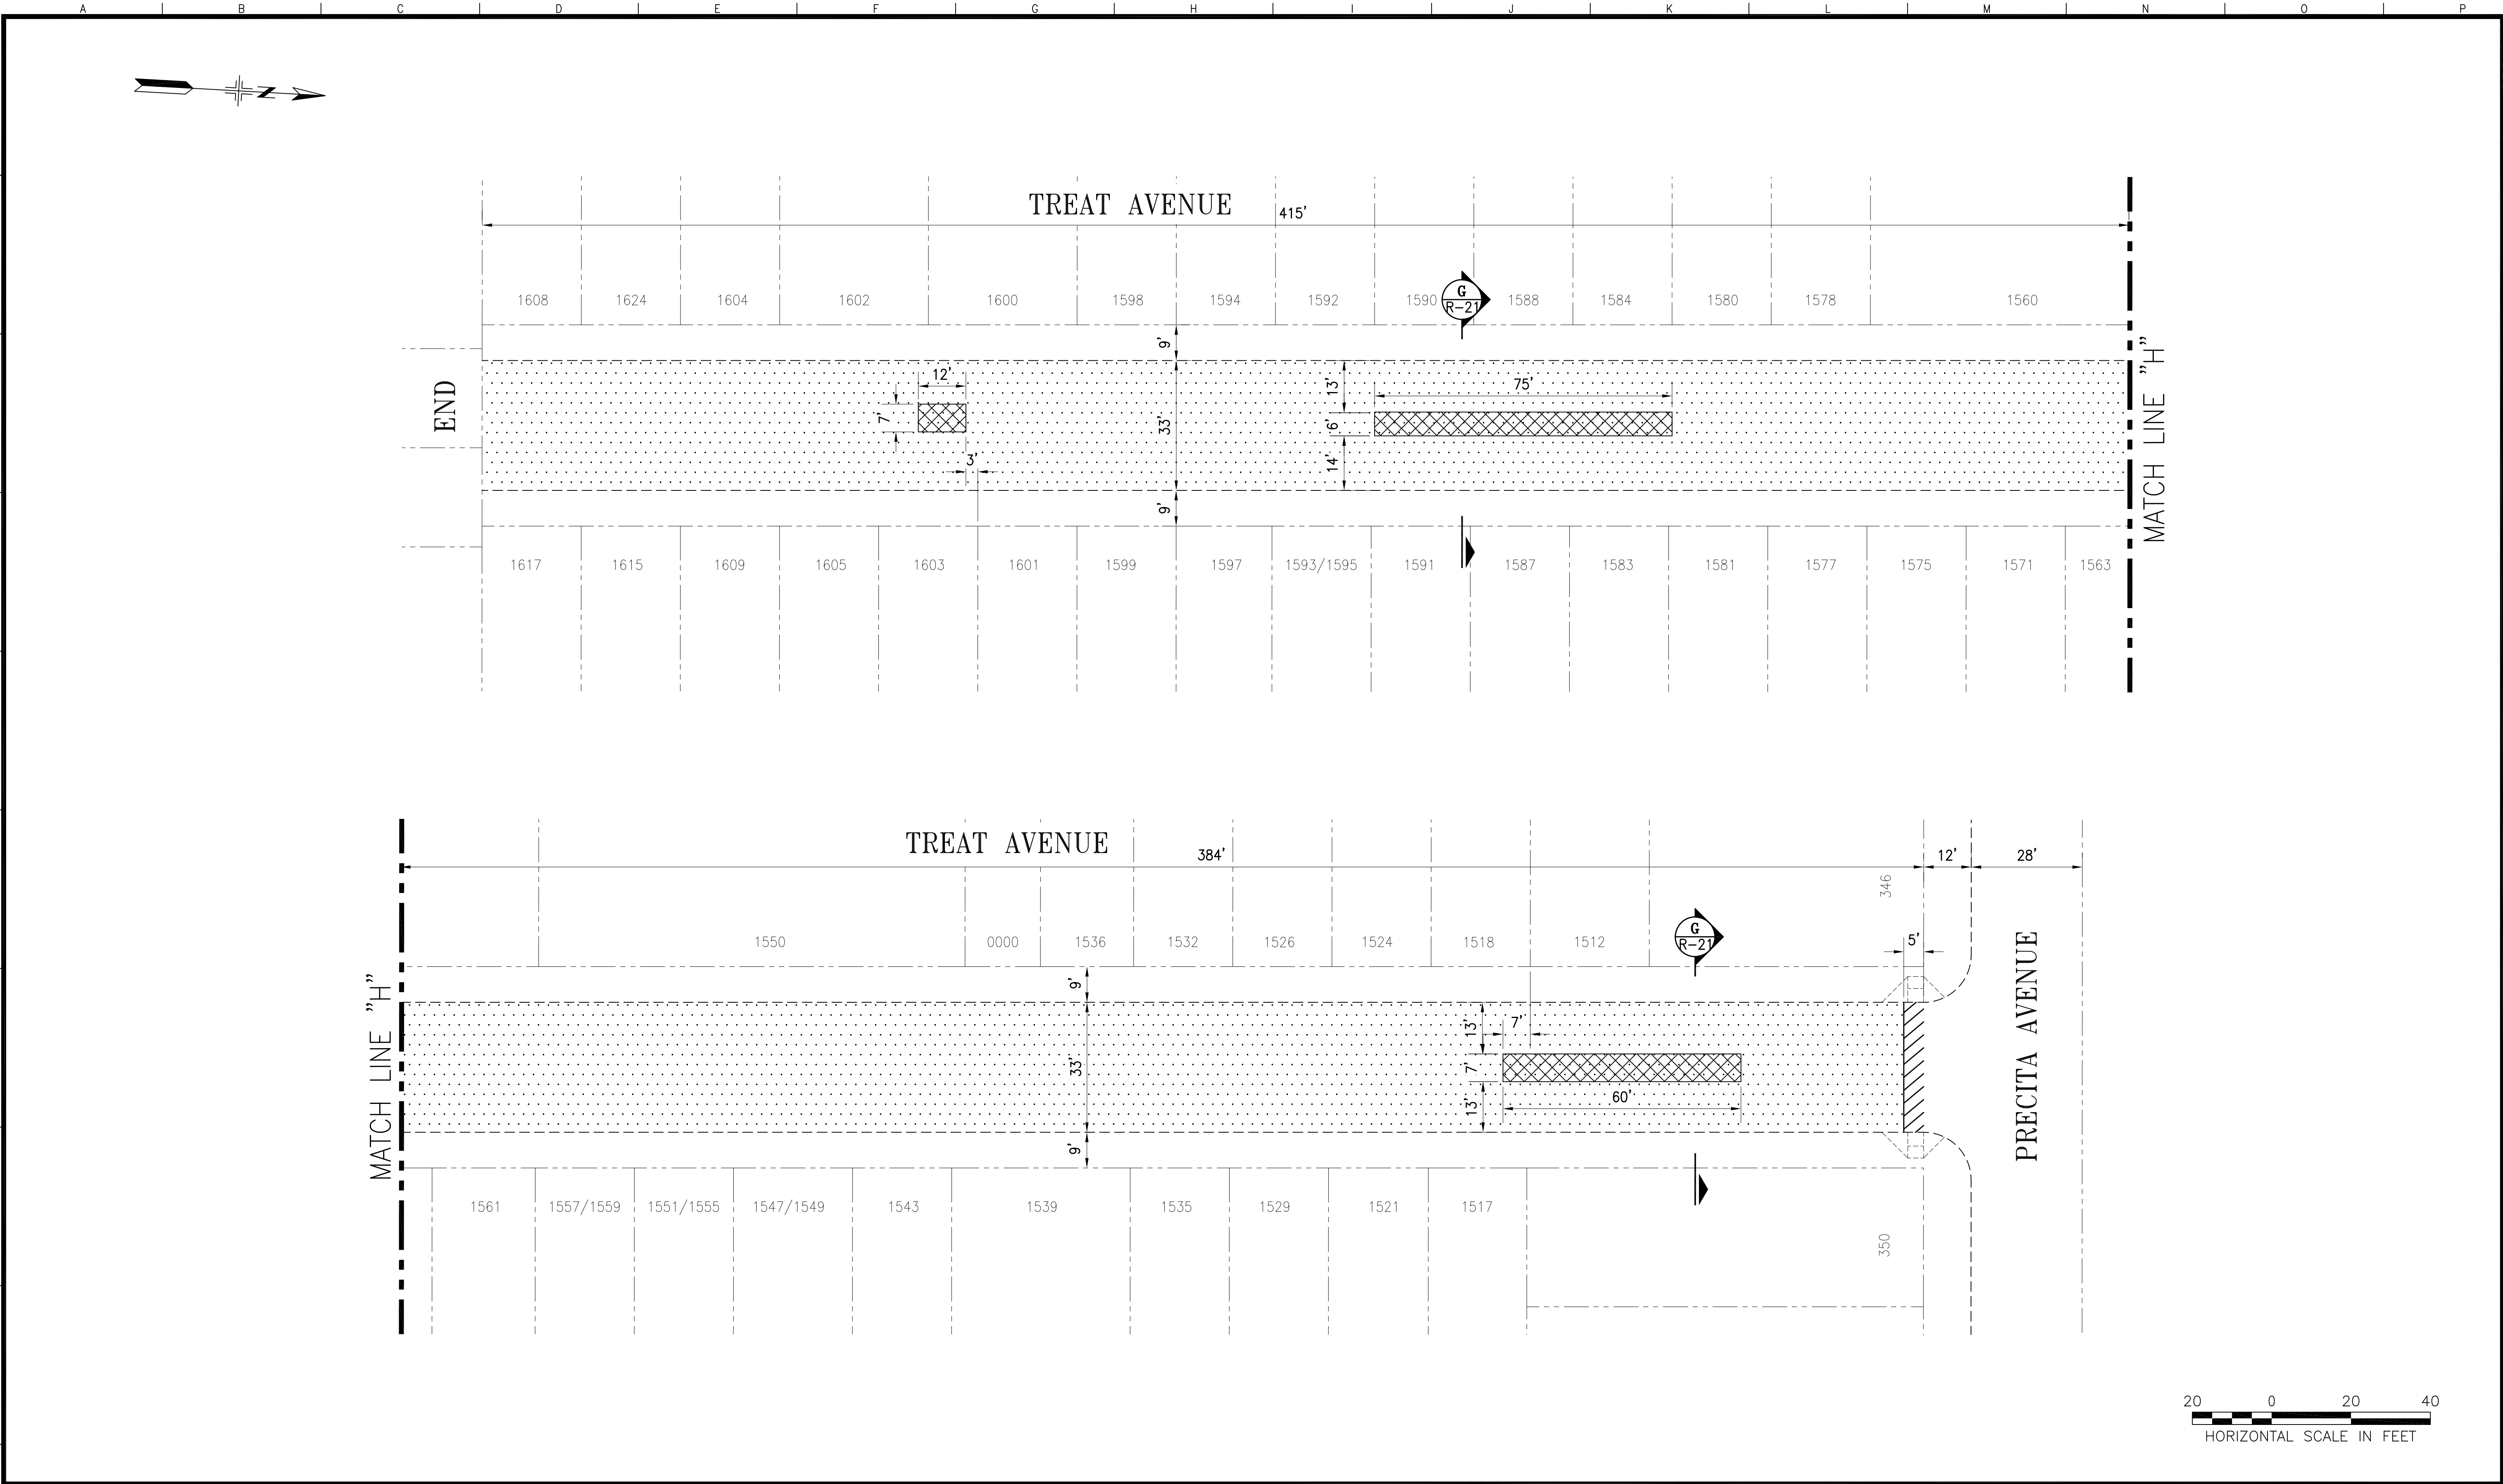 A B C D E F G H I J K L M N O P
N
TREAT AVENUE
415'
1608 1624 1604 1602 1600 1598 1594 1592 1590 1588 1584 1580 1578 1560
G
R-21
9'
END
12'
7'
3'
33'
13'
6'
14'
75'
9'
MATCH LINE "H"
1617 1615 1609 1605 1603 1601 1599 1597 1593/1595 1591 1587 1583 1581 1577 1575 1571 1563
TREAT AVENUE
384' 12' 28'
346
1550 0000 1536 1532 1526 1524 1518 1512
G
R-21
5'
MATCH LINE "H"
9'
33'
9'
13'
7'
7'
13'
60'
PRECITA AVENUE
1561 1557/1559 1551/1555 1547/1549 1543 1539 1535 1529 1521 1517
350
20 0 20 40
HORIZONTAL SCALE IN FEET